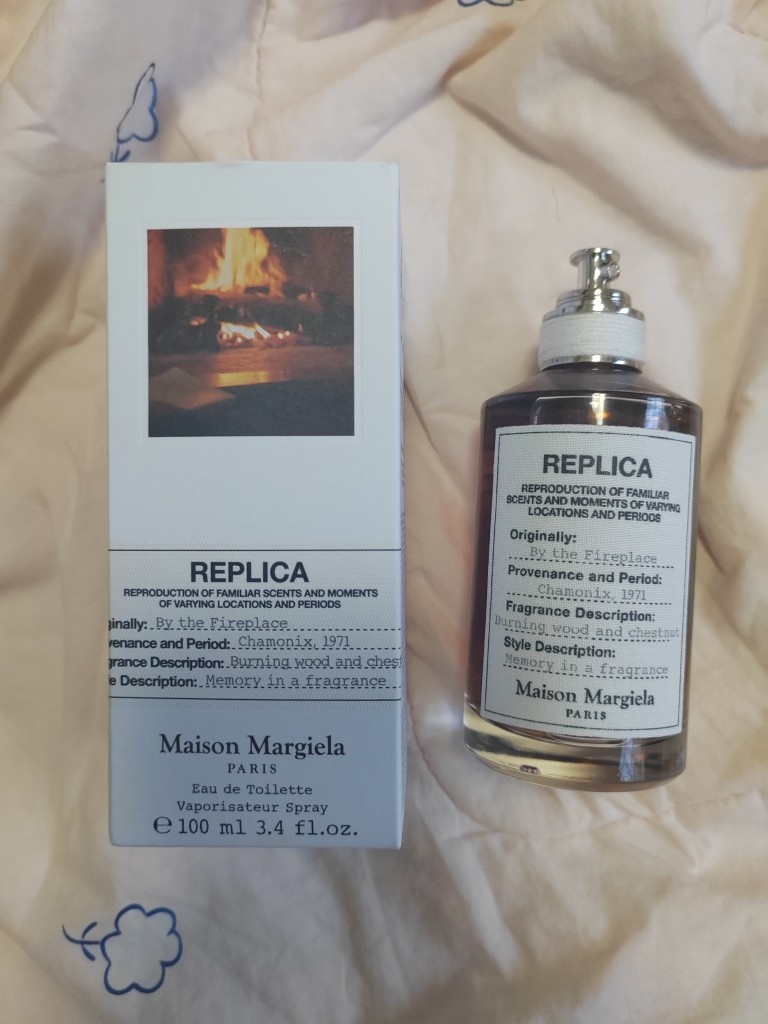 REPLICA
REPRODUCTION OF FAMILIAR SCENTS AND MOMENTS
OF VARYING LOCATIONS AND PERIODS
ginally: By the Fireplace
venance and Period: Chamonix, 1971
grance Description: Burning wood and chest
e Description: Memory in a fragrance
Maison Margiela
PARIS
Eau de Toilette
Vaporisateur Spray
℮ 100 ml 3.4 fl.oz.
REPLICA
REPRODUCTION OF FAMILIAR
SCENTS AND MOMENTS OF VARYING
LOCATIONS AND PERIODS
Originally:
By the Fireplace
Provenance and Period:
Chamonix, 1971
Fragrance Description:
Burning wood and chestnut
Style Description:
Memory in a fragrance
Maison Margiela
PARIS